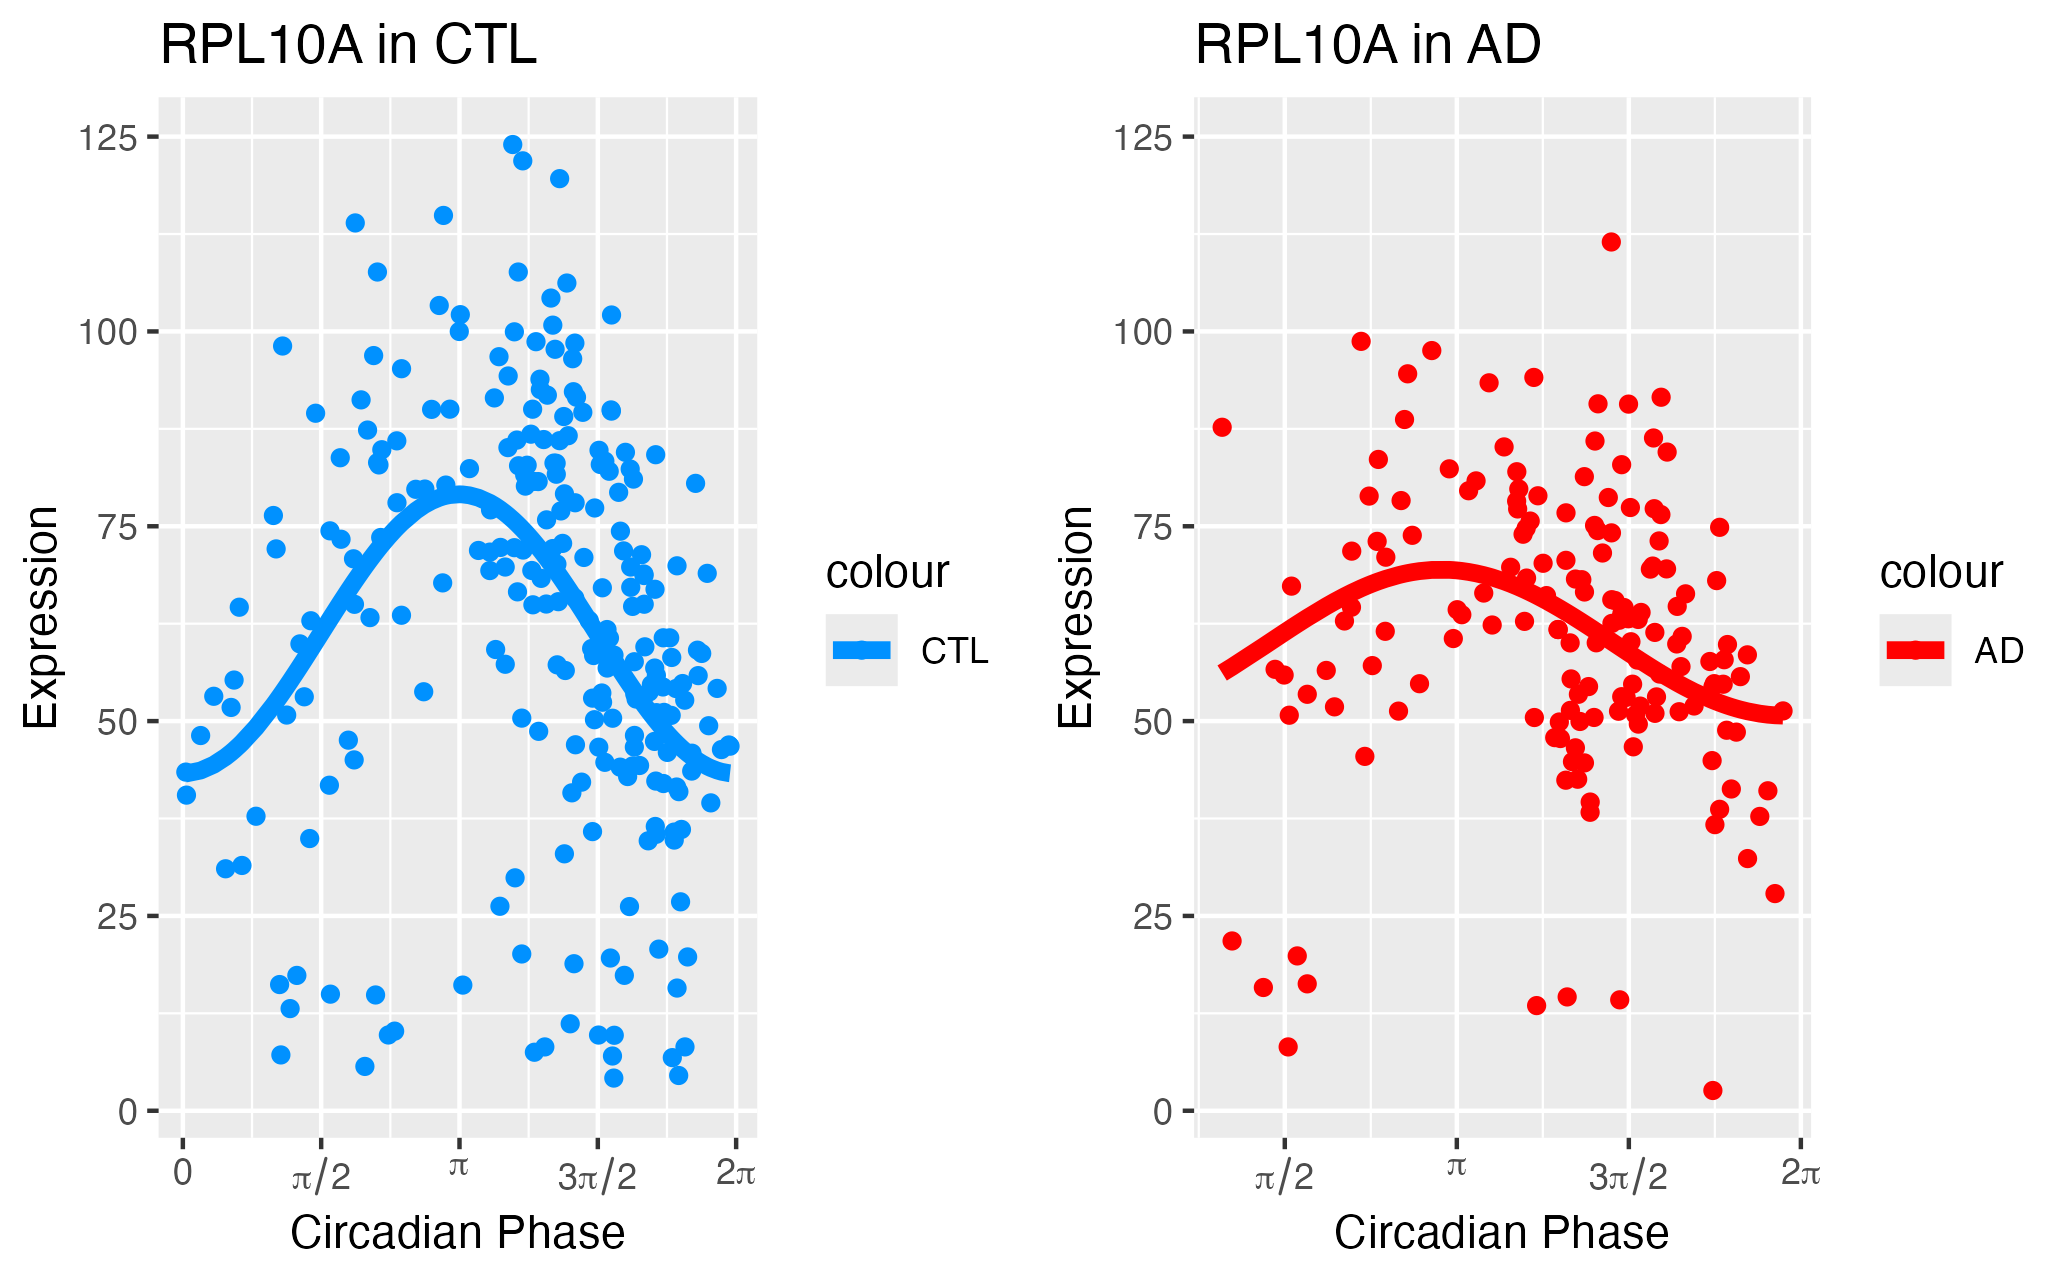 RPL10A in CTL
125
100
75
50
25
0
Expression
0 π/2 π 3π/2 2π
Circadian Phase
colour
CTL
RPL10A in AD
125
100
75
50
25
0
Expression
π/2 π 3π/2 2π
Circadian Phase
colour
AD